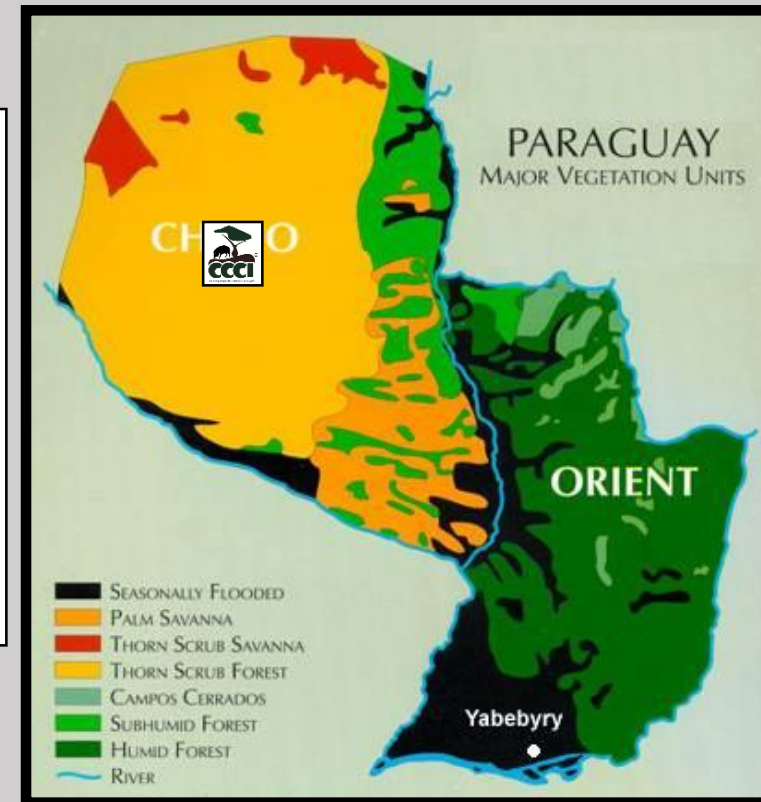 PARAGUAY
MAJOR VEGETATION UNITS
CH O
CCCI
ORIENT
SEASONALLY FLOODED
PALM SAVANNA
THORN SCRUB SAVANNA
THORN SCRUB FOREST
CAMPOS CERRADOS
SUBHUMID FOREST
HUMID FOREST
RIVER
Yabebyry